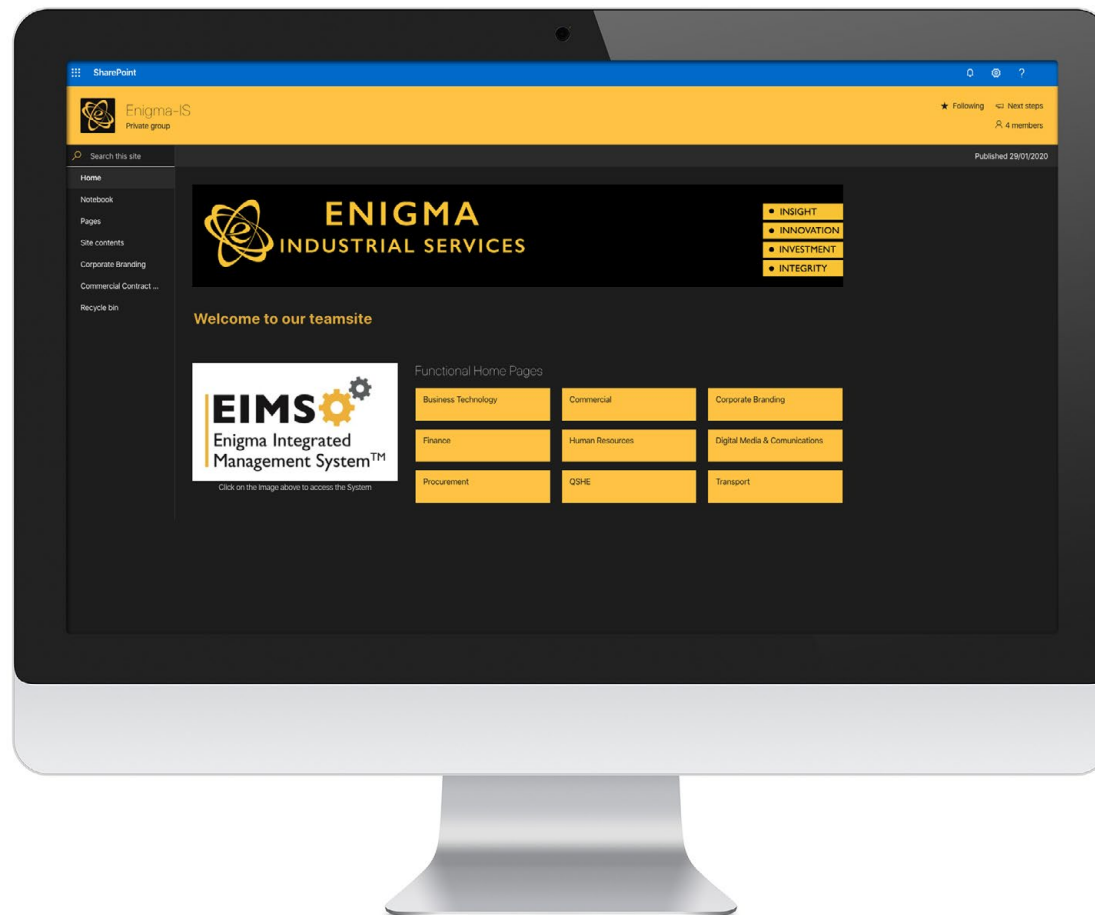 SharePoint
?
Enigma-IS
Private group
Following
Next steps
4 members
Search this site
Published 29/01/2020
Home
Notebook
Pages
Site contents
Corporate Branding
Commercial Contract ...
Recycle bin
ENIGMA
INDUSTRIAL SERVICES
• INSIGHT
• INNOVATION
• INVESTMENT
• INTEGRITY
Welcome to our teamsite
EIMS
Enigma Integrated
Management System™
Click on the Image above to access the System
Functional Home Pages
Business Technology
Commercial
Corporate Branding
Finance
Human Resources
Digital Media & Comunications
Procurement
QSHE
Transport